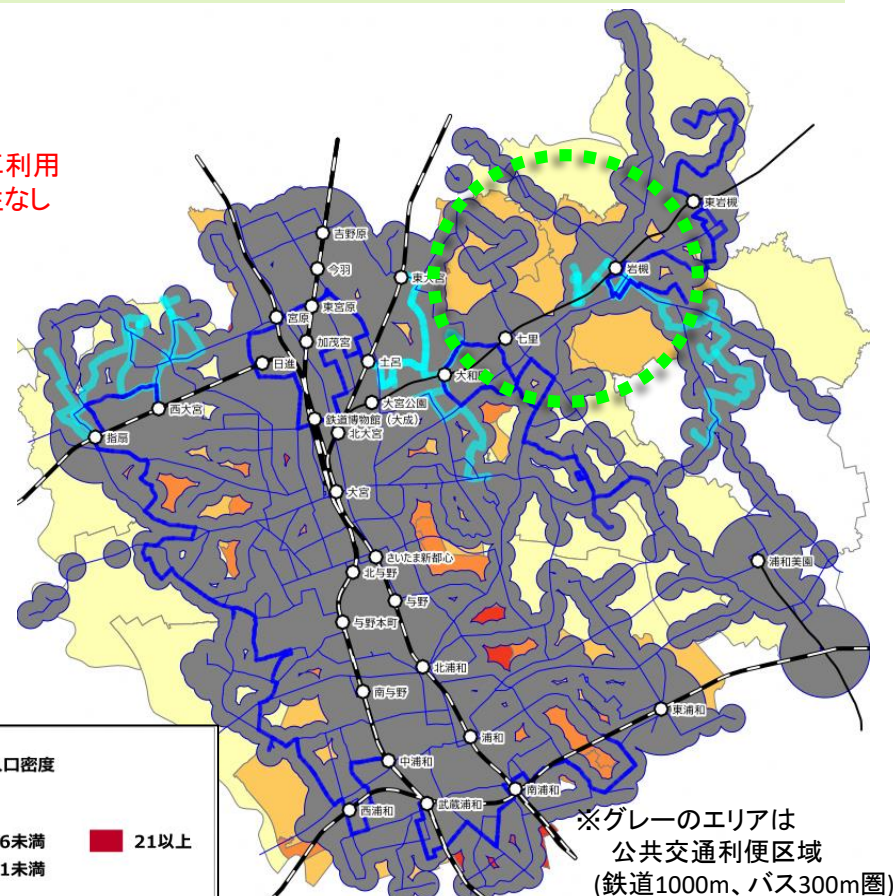 利用
なし
東岩槻
吉野原
岩槻
今羽
東大宮
東宮原
宮原
七里
加茂宮
土呂
日進
大和田
大宮公園
西大宮
鉄道博物館（大成）
北大宮
指扇
大宮
さいたま新都心
浦和美園
北与野
与野
与野本町
北浦和
南与野
東浦和
浦和
中浦和
南浦和
武蔵浦和
西浦和
口密度
6未満
21以上
1未満
※グレーのエリアは
公共交通利便区域
(鉄道1000m、バス300m圏)